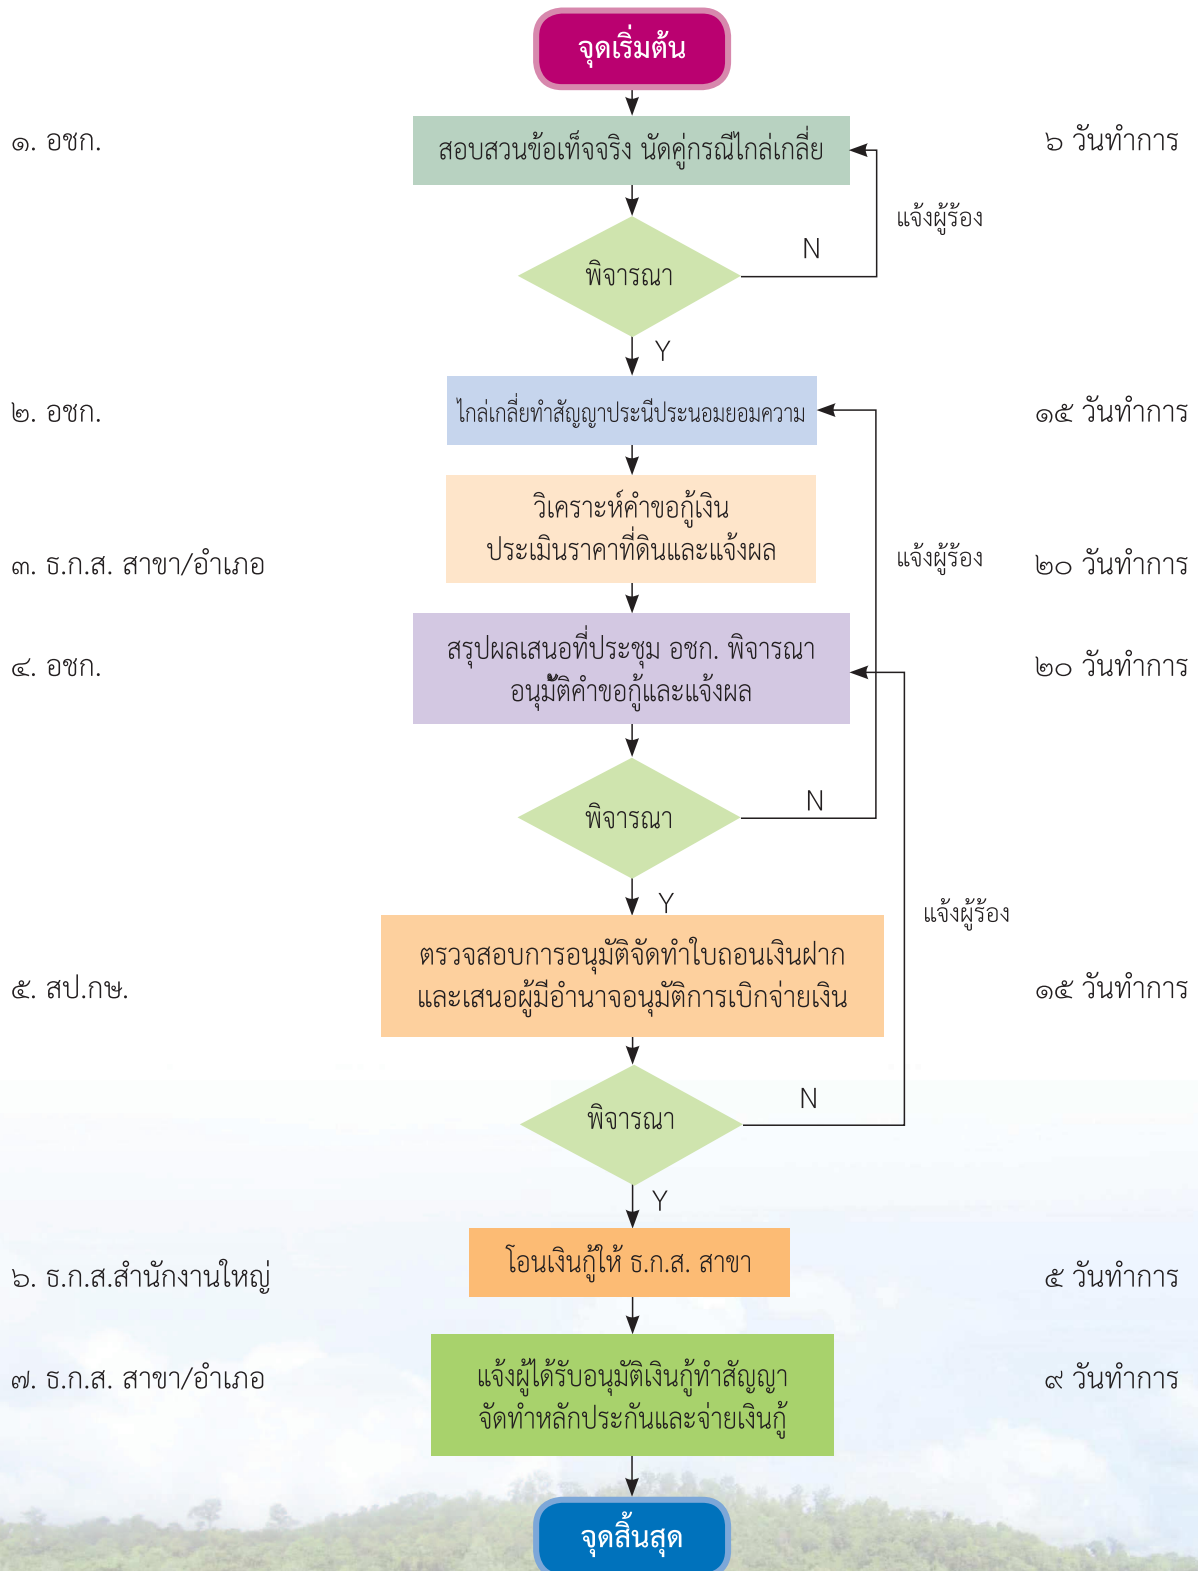 จุดเริ่มต้น
๑. อชก.
สอบสวนข้อเท็จจริง นัดคู่กรณีไกล่เกลี่ย
๖ วันทำการ
แจ้งผู้ร้อง
N
พิจารณา
Y
๒. อชก.
ไกล่เกลี่ยทำสัญญาประนีประนอมยอมความ
๑๕ วันทำการ
วิเคราะห์คำขอกู้เงิน
ประเมินราคาที่ดินและแจ้งผล
๓. ธ.ก.ส. สาขา/อำเภอ
แจ้งผู้ร้อง
๒๐ วันทำการ
๔. อชก.
สรุปผลเสนอที่ประชุม อชก. พิจารณา
อนุมัติคำขอกู้และแจ้งผล
๒๐ วันทำการ
พิจารณา
N
Y
แจ้งผู้ร้อง
๕. สป.กษ.
ตรวจสอบการอนุมัติจัดทำใบถอนเงินฝาก
และเสนอผู้มีอำนาจอนุมัติการเบิกจ่ายเงิน
๑๕ วันทำการ
พิจารณา
N
Y
๖. ธ.ก.ส.สำนักงานใหญ่
โอนเงินกู้ให้ ธ.ก.ส. สาขา
๕ วันทำการ
๗. ธ.ก.ส. สาขา/อำเภอ
แจ้งผู้ได้รับอนุมัติเงินกู้ทำสัญญา
จัดทำหลักประกันและจ่ายเงินกู้
๙ วันทำการ
จุดสิ้นสุด